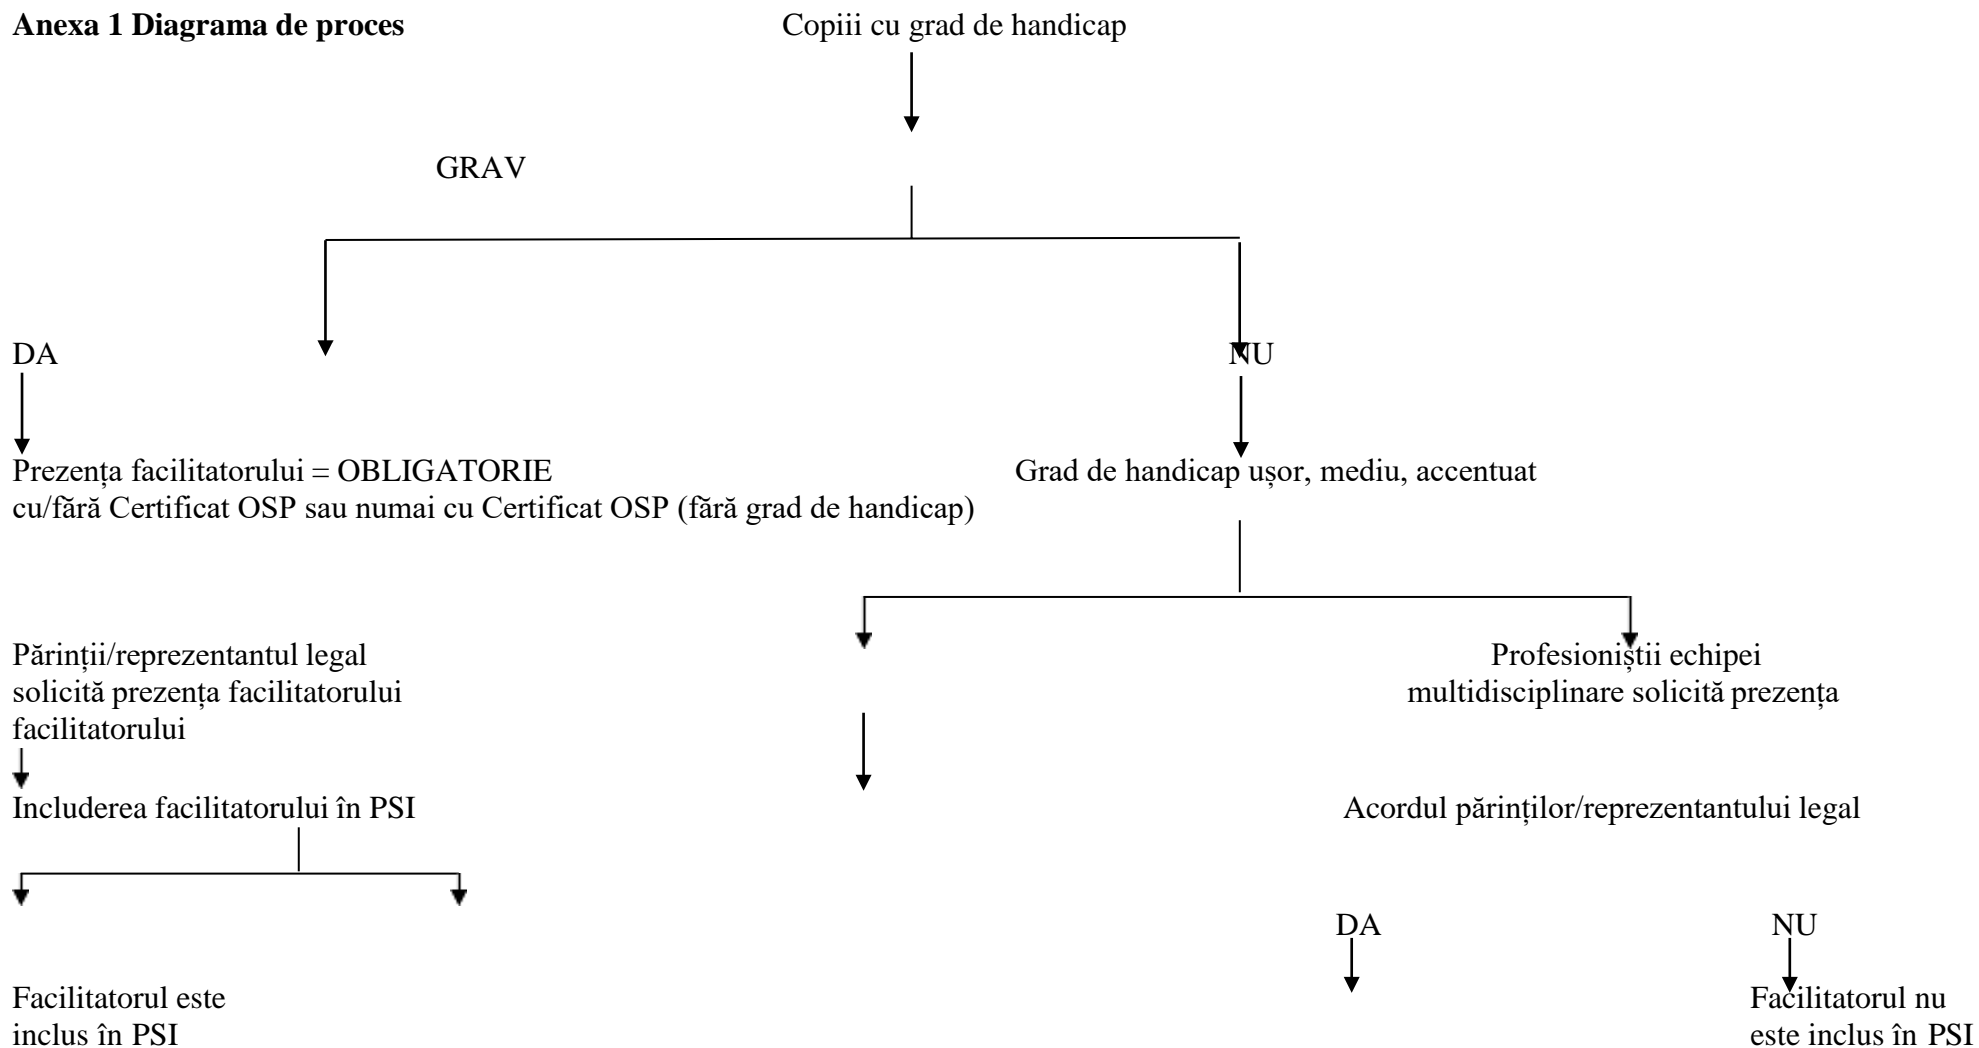 Anexa 1 Diagrama de proces
Copiii cu grad de handicap
GRAV
DA
NU
Prezența facilitatorului = OBLIGATORIE
cu/fără Certificat OSP sau numai cu Certificat OSP (fără grad de handicap)
Grad de handicap ușor, mediu, accentuat
Părinții/reprezentantul legal
solicită prezența facilitatorului
facilitatorului
Profesioniștii echipei
multidisciplinare solicită prezența
Includerea facilitatorului în PSI
Acordul părinților/reprezentantului legal
DA
NU
Facilitatorul este
inclus în PSI
Facilitatorul nu
este inclus în PSI